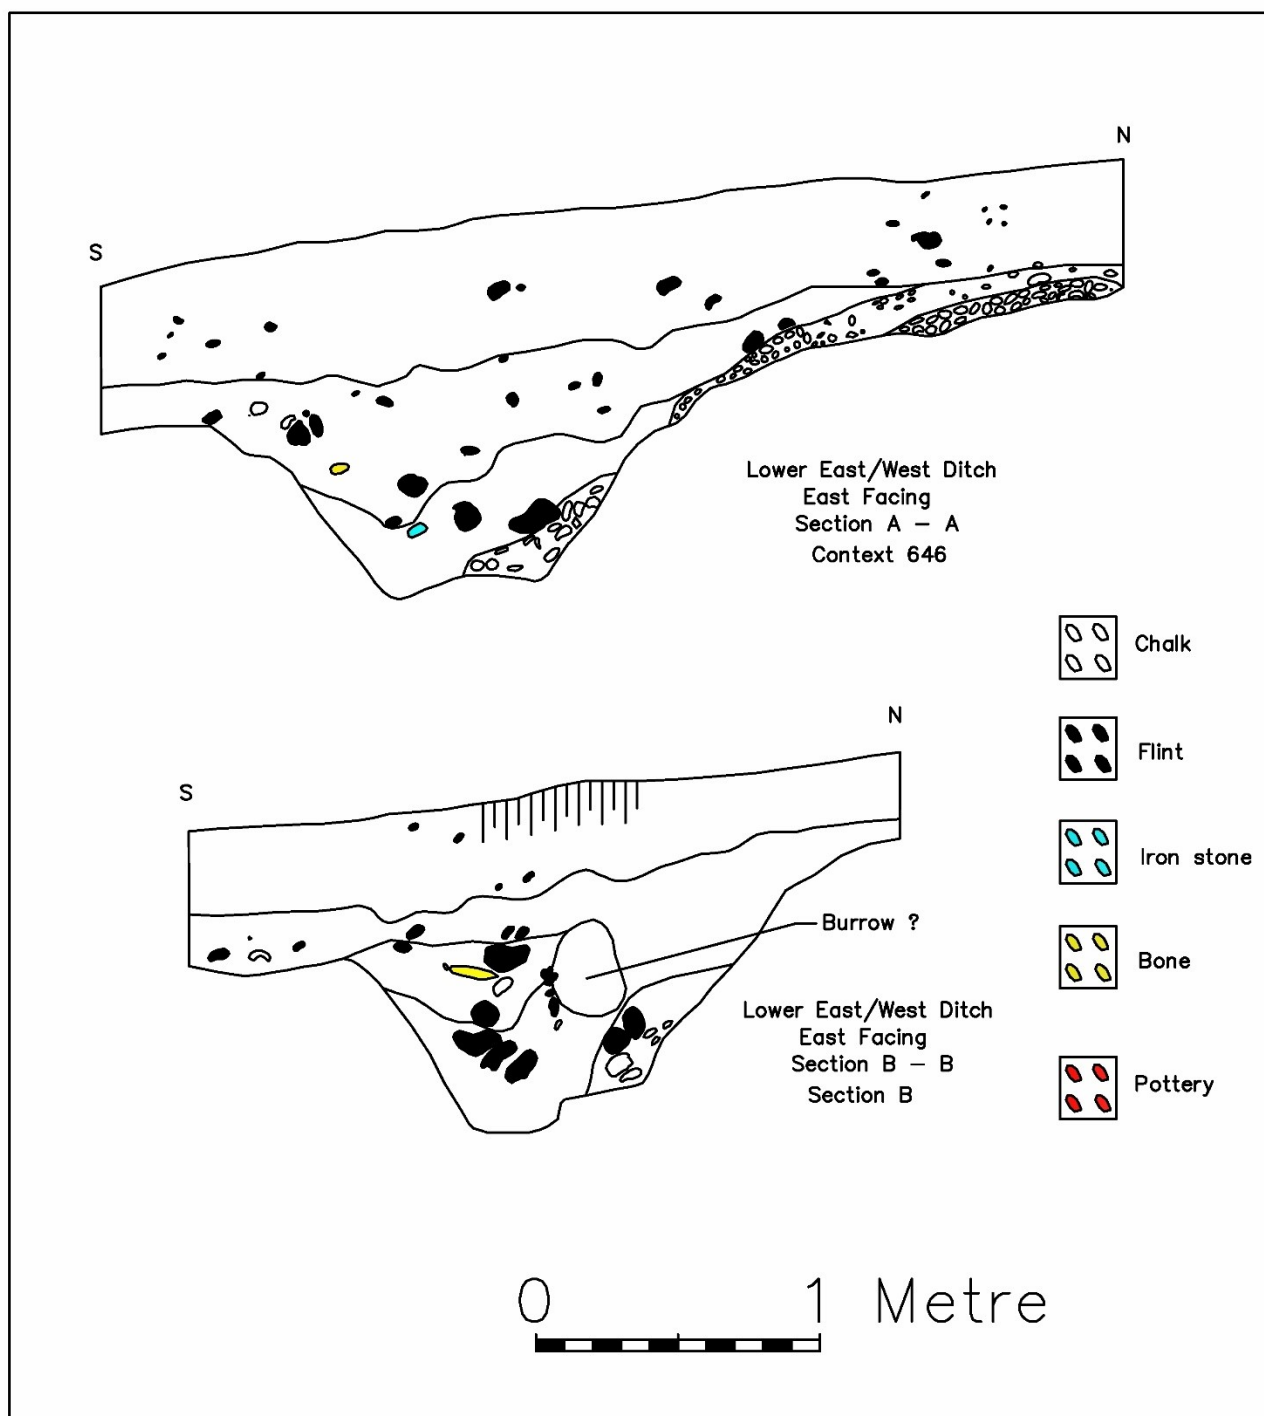 N
S
Lower East/West Ditch
East Facing
Section A - A
Context 646
Chalk
N
Flint
S
Iron stone
Burrow ?
Bone
Lower East/West Ditch
East Facing
Section B - B
Section B
Pottery
0 1 Metre